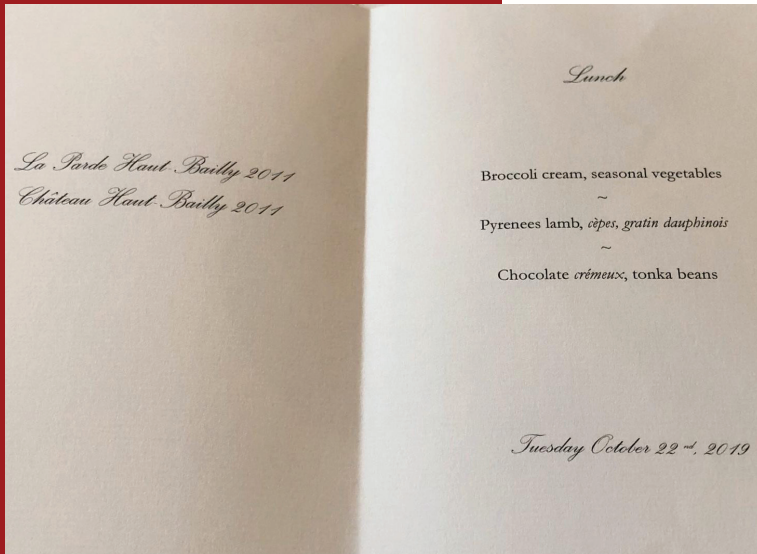 La Parde Haut-Bailly 2011
Château Haut-Bailly 2011
Lunch
Broccoli cream, seasonal vegetables
~
Pyrenees lamb, cèpes, gratin dauphinois
~
Chocolate crémeux, tonka beans
Tuesday October 22nd, 2019